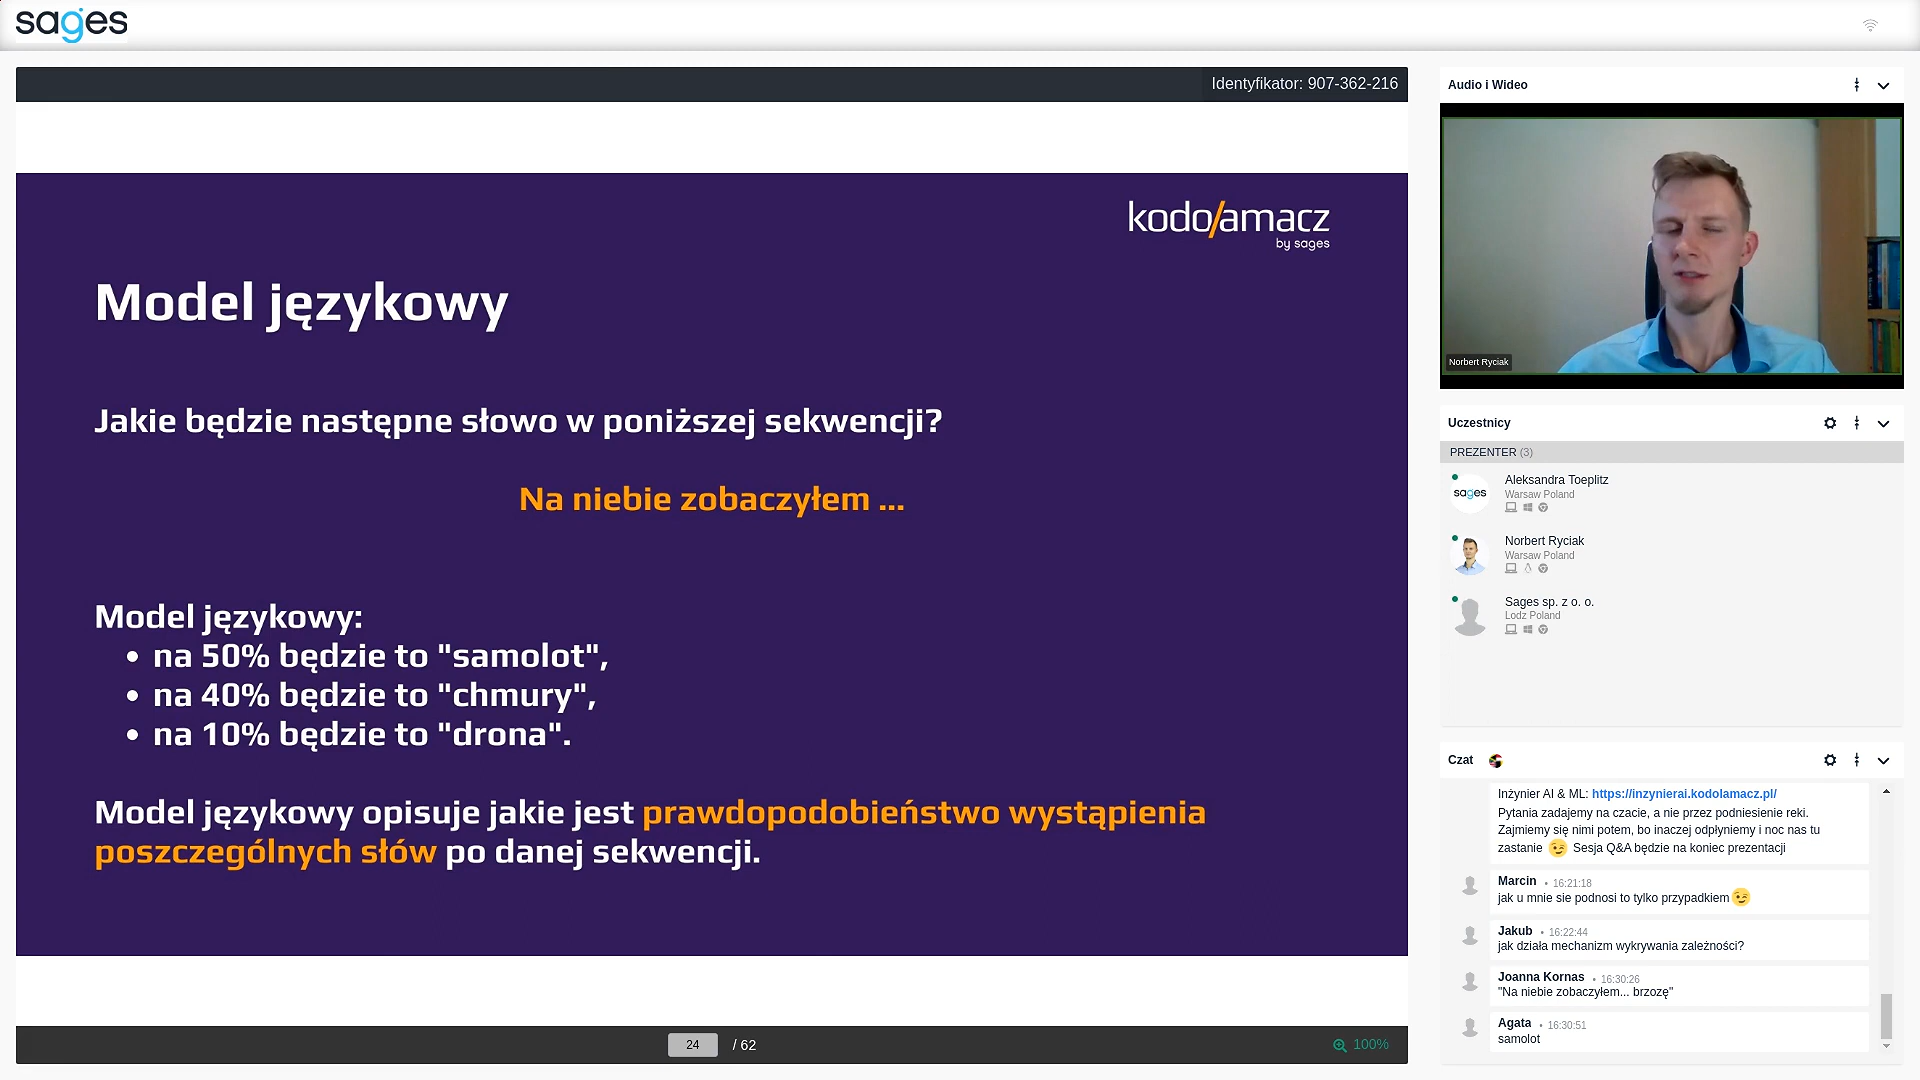 sages
Identyfikator: 907-362-216
kodo/amacz
by sages
Model językowy
Jakie będzie następne słowo w poniższej sekwencji?
Na niebie zobaczyłem ...
Model językowy:
• na 50% będzie to "samolot",
• na 40% będzie to "chmury",
• na 10% będzie to "drona".
Model językowy opisuje jakie jest prawdopodobieństwo wystąpienia
poszczególnych słów po danej sekwencji.
24 / 62
100%
Audio i Wideo
Norbert Ryciak
Uczestnicy
PREZENTER (3)
sages
Aleksandra Toeplitz
Warsaw Poland
Norbert Ryciak
Warsaw Poland
Sages sp. z o. o.
Lodz Poland
Czat
Inżynier AI & ML: https://inzynierai.kodolamacz.pl/
Pytania zadajemy na czacie, a nie przez podniesienie reki.
Zajmiemy się nimi potem, bo inaczej odpłyniemy i noc nas tu
zastanie 😉 Sesja Q&A będzie na koniec prezentacji
Marcin • 16:21:18
jak u mnie sie podnosi to tylko przypadkiem😉
Jakub • 16:22:44
jak działa mechanizm wykrywania zależności?
Joanna Kornas • 16:30:26
"Na niebie zobaczyłem... brzozę"
Agata • 16:30:51
samolot